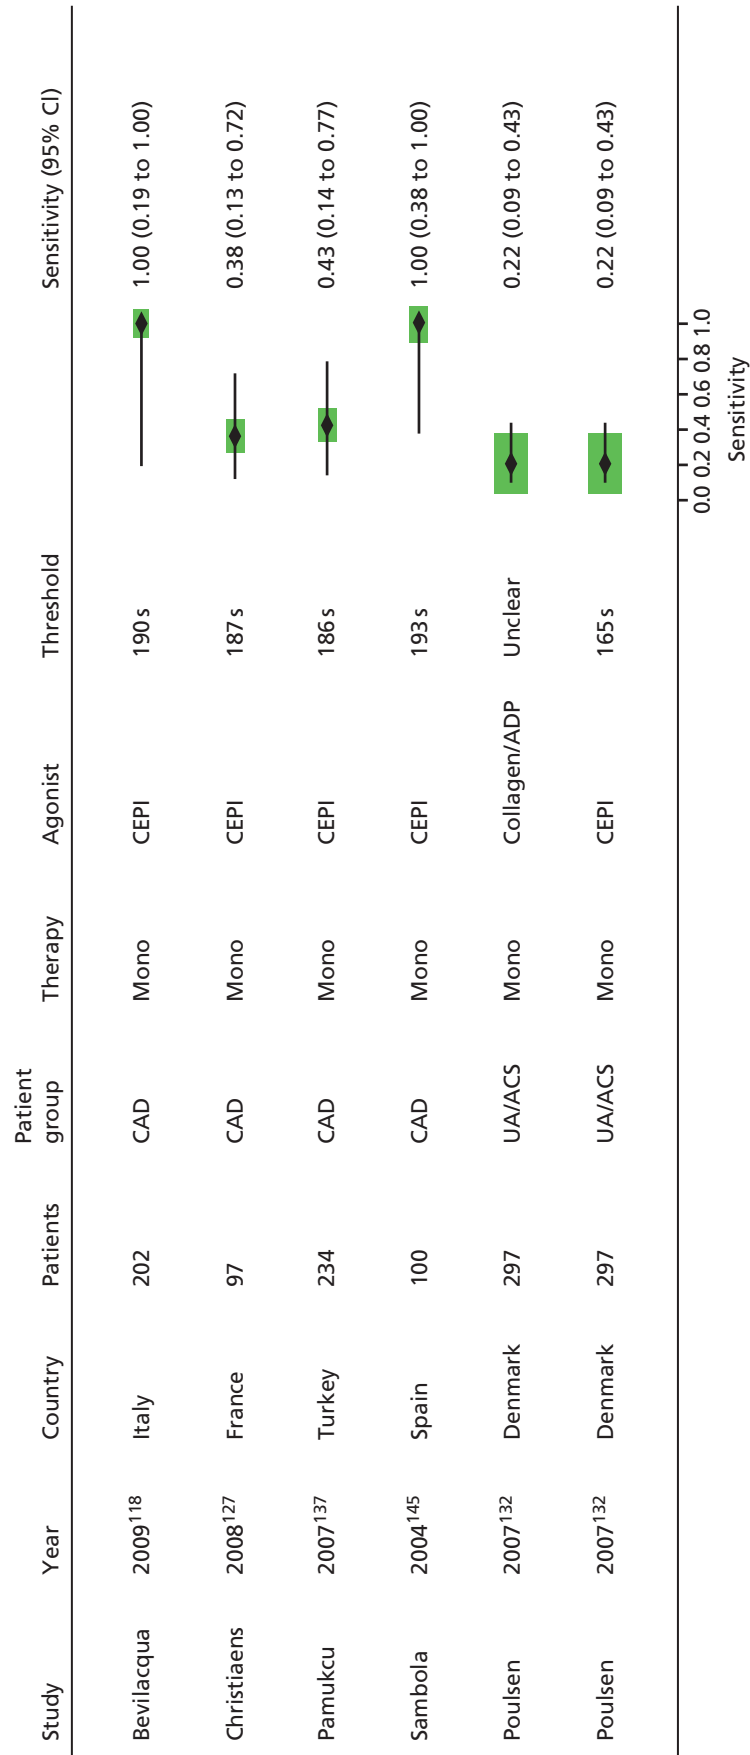 Study Year Country Patients Patient group Therapy Agonist Threshold Sensitivity (95% CI)
Bevilacqua 2009118 Italy 202 CAD Mono CEPI 190 s 1.00 (0.19 to 1.00)
Christiaens 2008127 France 97 CAD Mono CEPI 187 s 0.38 (0.13 to 0.72)
Pamukcu 2007137 Turkey 234 CAD Mono CEPI 186 s 0.43 (0.14 to 0.77)
Sambola 2004145 Spain 100 CAD Mono CEPI 193 s 1.00 (0.38 to 1.00)
Poulsen 2007132 Denmark 297 UA/ACS Mono Collagen/ADP Unclear 0.22 (0.09 to 0.43)
Poulsen 2007132 Denmark 297 UA/ACS Mono CEPI 165 s 0.22 (0.09 to 0.43)
0.0 0.2 0.4 0.6 0.8 1.0
Sensitivity